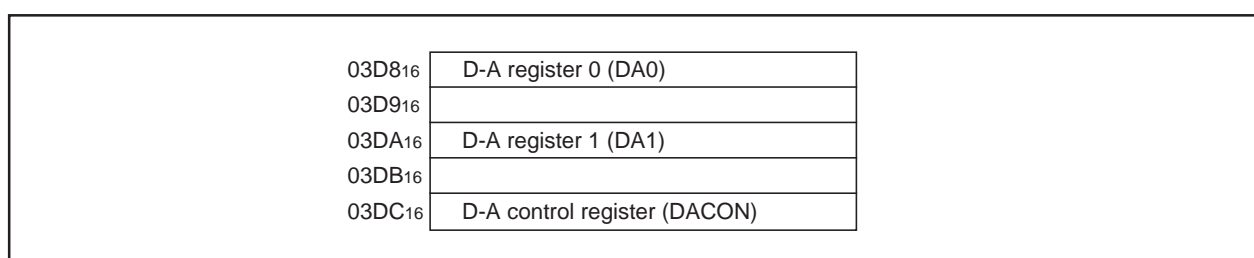 03D816 D-A register 0 (DA0)
03D916
03DA16 D-A register 1 (DA1)
03DB16
03DC16 D-A control register (DACON)